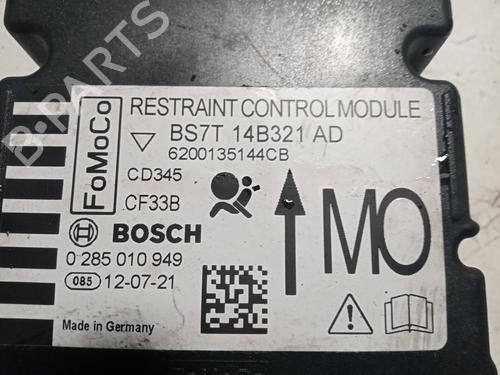 B-PARTS
FoMoCo
RESTRAINT CONTROL MODULE
BS7T 14B321 AD
6200135144CB
CD345
.CF33B
BOSCH
0 285 010 949
085 12-07-21
MO
Made in Germany